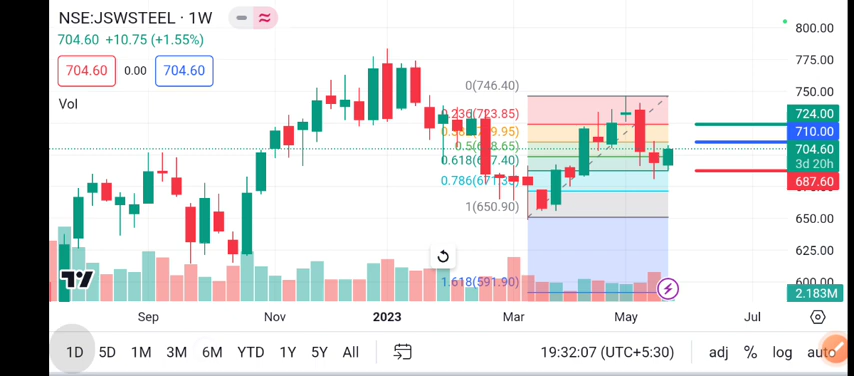 NSE:JSWSTEEL · 1W
704.60 +10.75 (+1.55%)
704.60 0.00 704.60
Vol
0(746.40)
0.236(723.85)
0.5(698.65)
0.618(687.40)
1(650.90)
1.618(591.90)
800.00
775.00
750.00
724.00
710.00
704.60
3d 20h
687.60
650.00
625.00
600.00
2.183M
Sep Nov 2023 Mar May Jul
1D 5D 1M 3M 6M YTD 1Y 5Y All 19:32:07 (UTC+5:30) adj % log auto